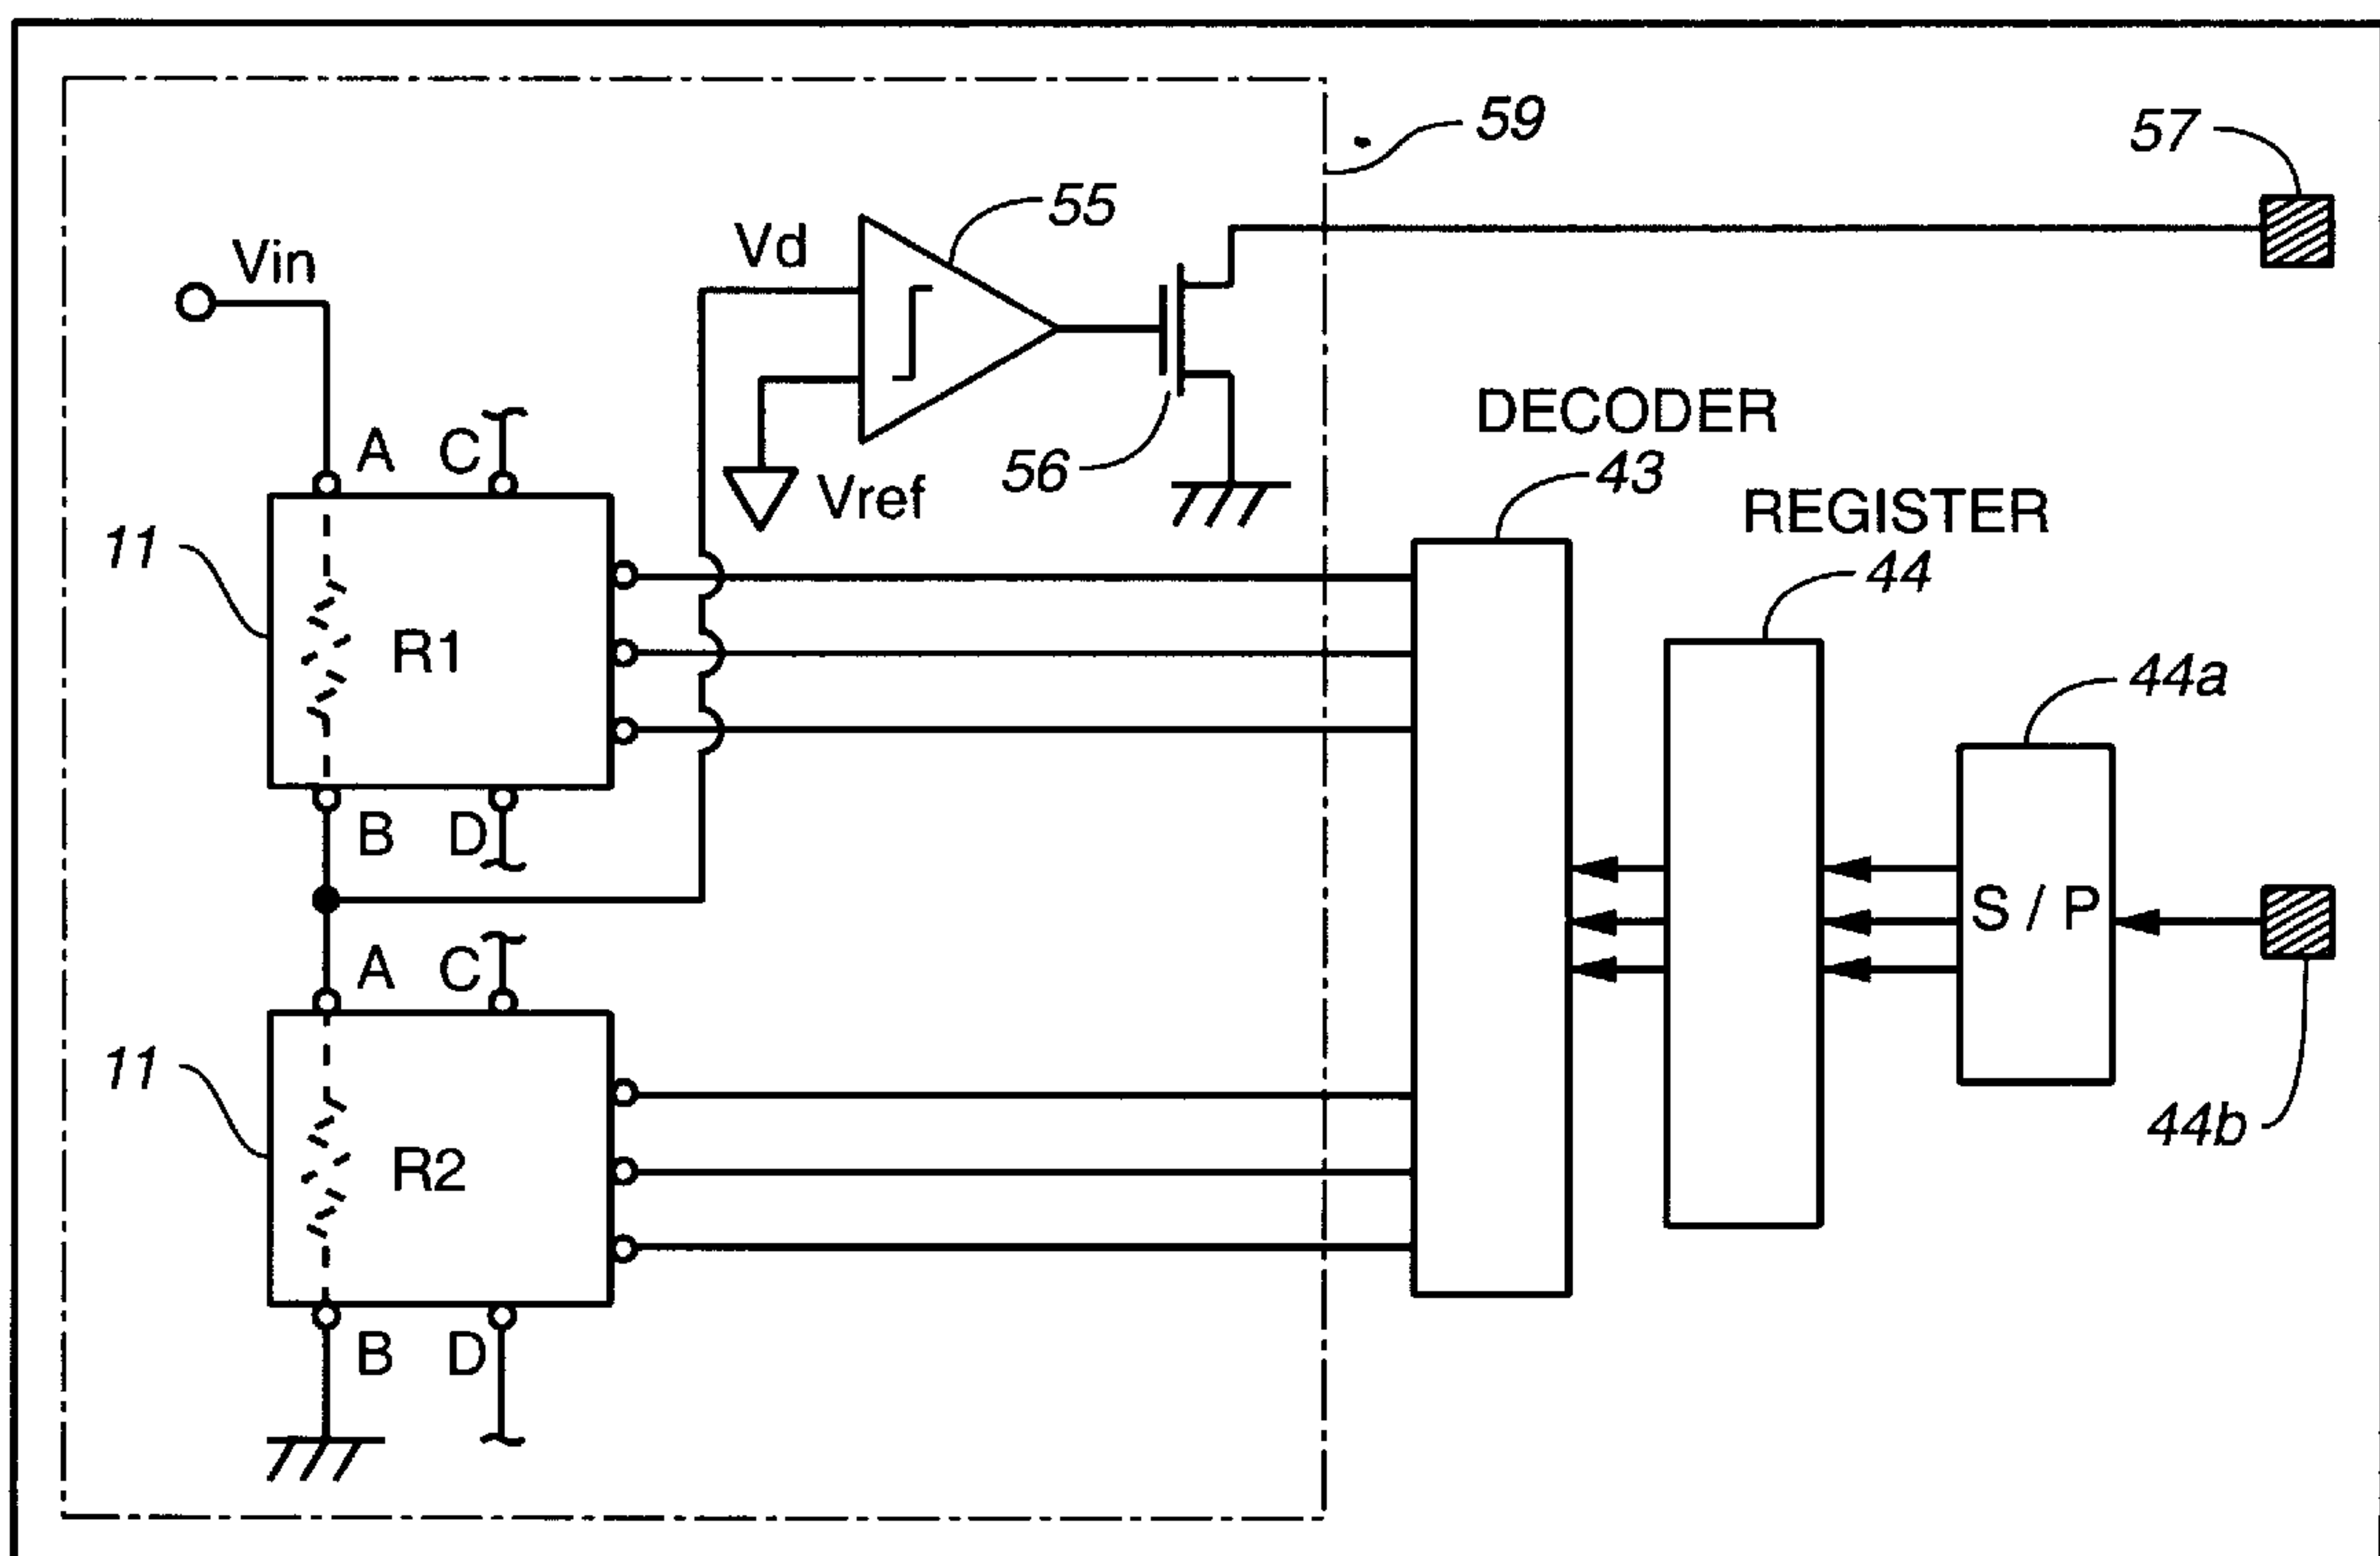 59
57
55
Vd
Vin
DECODER
43
A C
56
Vref
REGISTER
44
11
R1
44a
B D
S / P
A C
11
R2
44b
B D